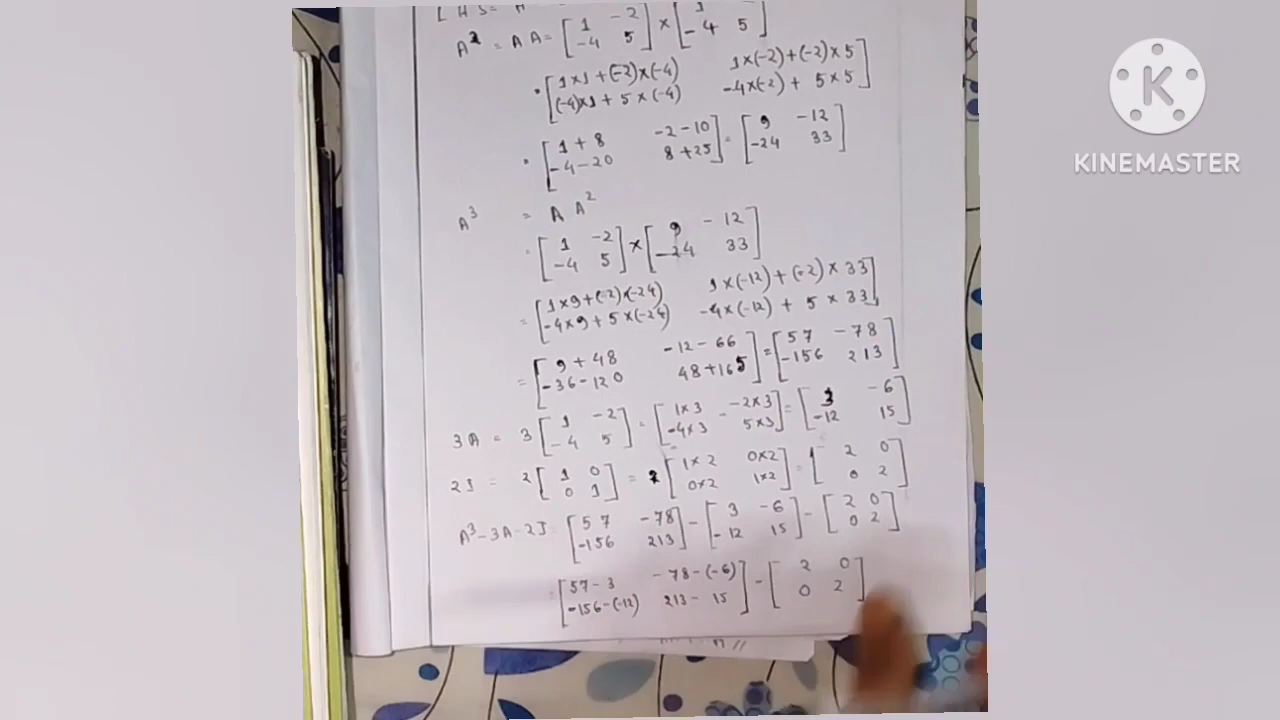 A² = A A = [1 -2 -4 5] × [1 -4 5]
= [1×1+(-2)×(-4) 1×(-2)+(-2)×5
(-4)×1+5×(-4) -4×(-2)+ 5×5]
= [1+8 -2-10 = [9 -12
-4-20 8+25] -24 33]
A³ = A A²
= [1 -2 × [9 -12
-4 5] -24 33]
= [1×9+(-2)×(-24) 1×(-12)+(-2)×33
-4×9+5×(-24) -4×(-12)+ 5×33]
= [9+48 -12-66 = [57 -78
-36-120 48+165] -156 213]
3A = 3 [1 -2 = [1×3 -2×3 = [3 -6
-4 5] -4×3 5×3] -12 15]
2I = 2 [1 0 = [1×2 0×2 = [2 0
0 1] 0×2 1×2] 0 2]
A³-3A-2I = [57 -78 - [3 -6 - [2 0
-156 213] -12 15] 0 2]
= [57-3 -78-(-6) - [2 0
-156-(-12) 213-15] 0 2]
K
KINEMASTER